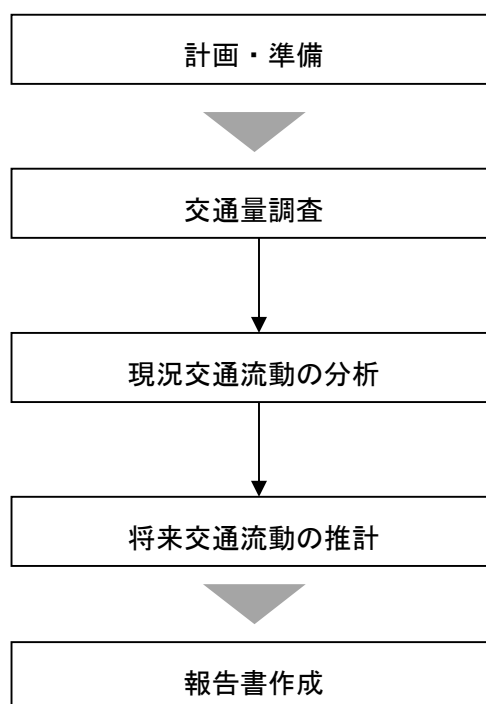 計画・準備
交通量調査
現況交通流動の分析
将来交通流動の推計
報告書作成